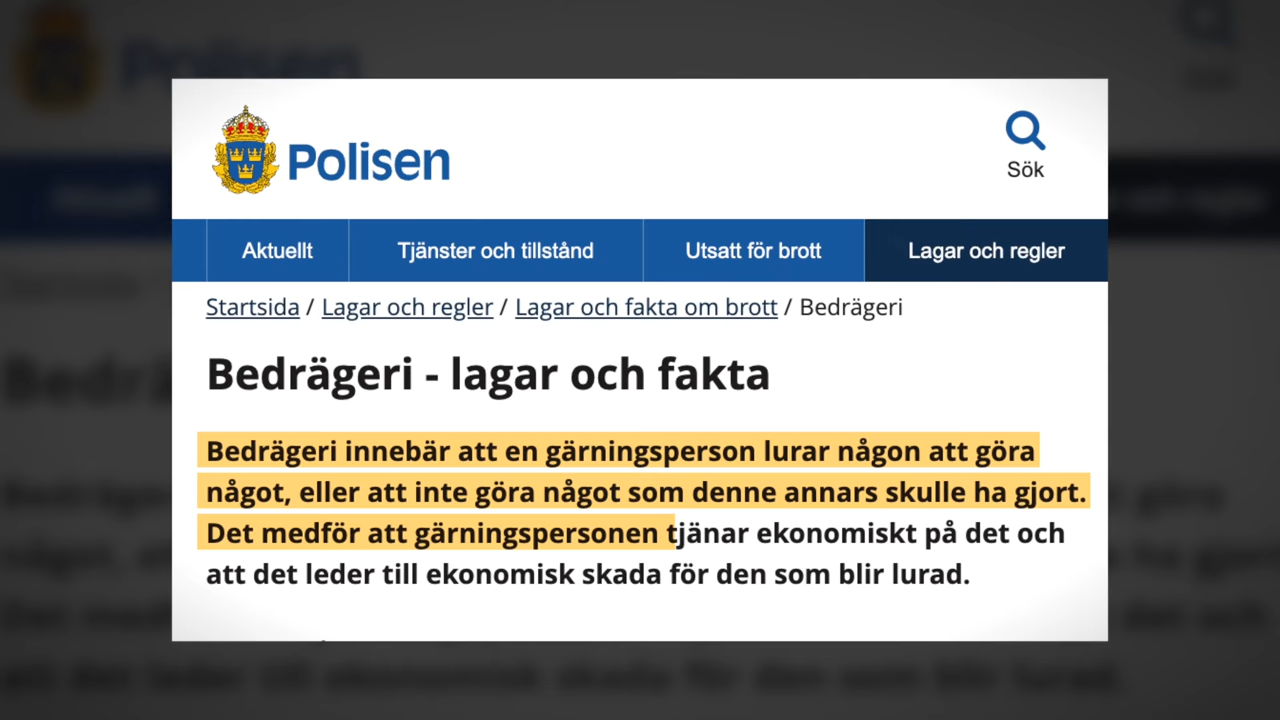 Polisen
Sök
Aktuellt
Tjänster och tillstånd
Utsatt för brott
Lagar och regler
Startsida / Lagar och regler / Lagar och fakta om brott / Bedrägeri
Bedrägeri - lagar och fakta
Bedrägeri innebär att en gärningsperson lurar någon att göra
något, eller att inte göra något som denne annars skulle ha gjort.
Det medför att gärningspersonen tjänar ekonomiskt på det och
att det leder till ekonomisk skada för den som blir lurad.